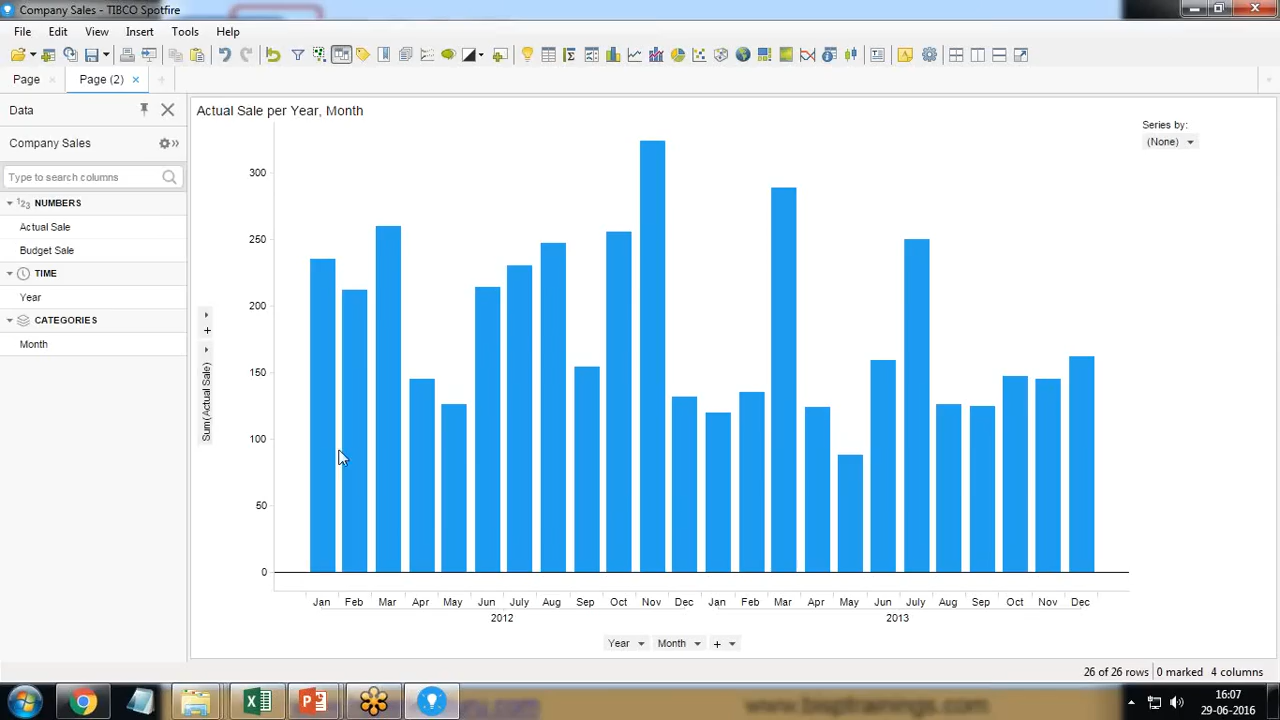 Company Sales - TIBCO Spotfire
File Edit View Insert Tools Help
Page Page (2)
Data
Company Sales
Type to search columns
123 NUMBERS
Actual Sale
Budget Sale
TIME
Year
CATEGORIES
Month
Actual Sale per Year, Month
Series by:
(None)
300
250
200
150
100
50
0
Sum(Actual Sale)
+
Jan Feb Mar Apr May Jun July Aug Sep Oct Nov Dec Jan Feb Mar Apr May Jun July Aug Sep Oct Nov Dec
2012 2013
Year Month +
26 of 26 rows 0 marked 4 columns
www.bisptrainings.com
16:07
29-06-2016